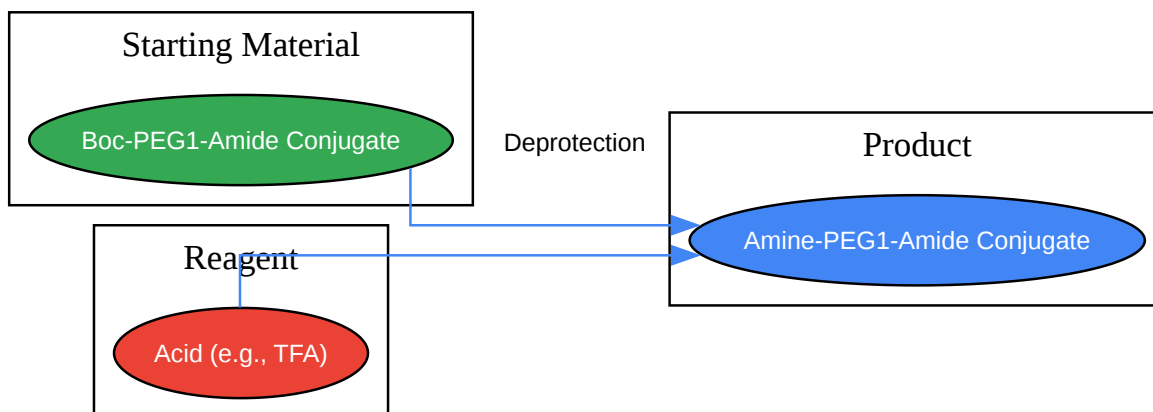 Starting Material
Boc-PEG1-Amide Conjugate
Deprotection
Product
Amine-PEG1-Amide Conjugate
Reagent
Acid (e.g., TFA)